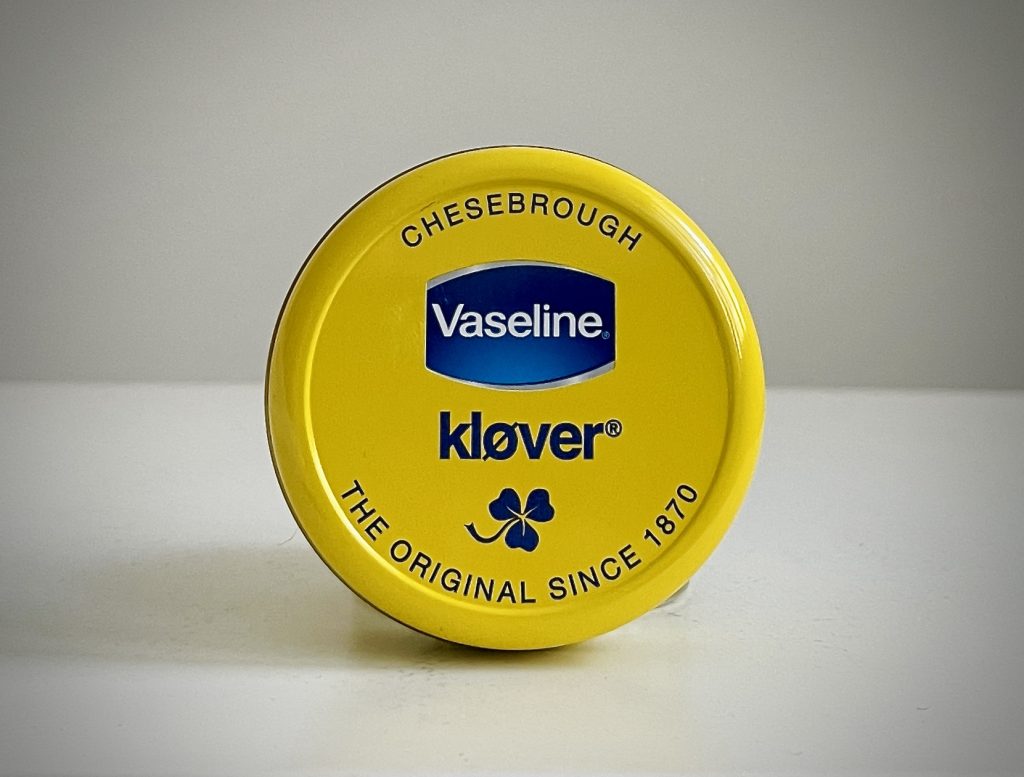 CHESEBROUGH
Vaseline®
kløver®
THE ORIGINAL SINCE 1870